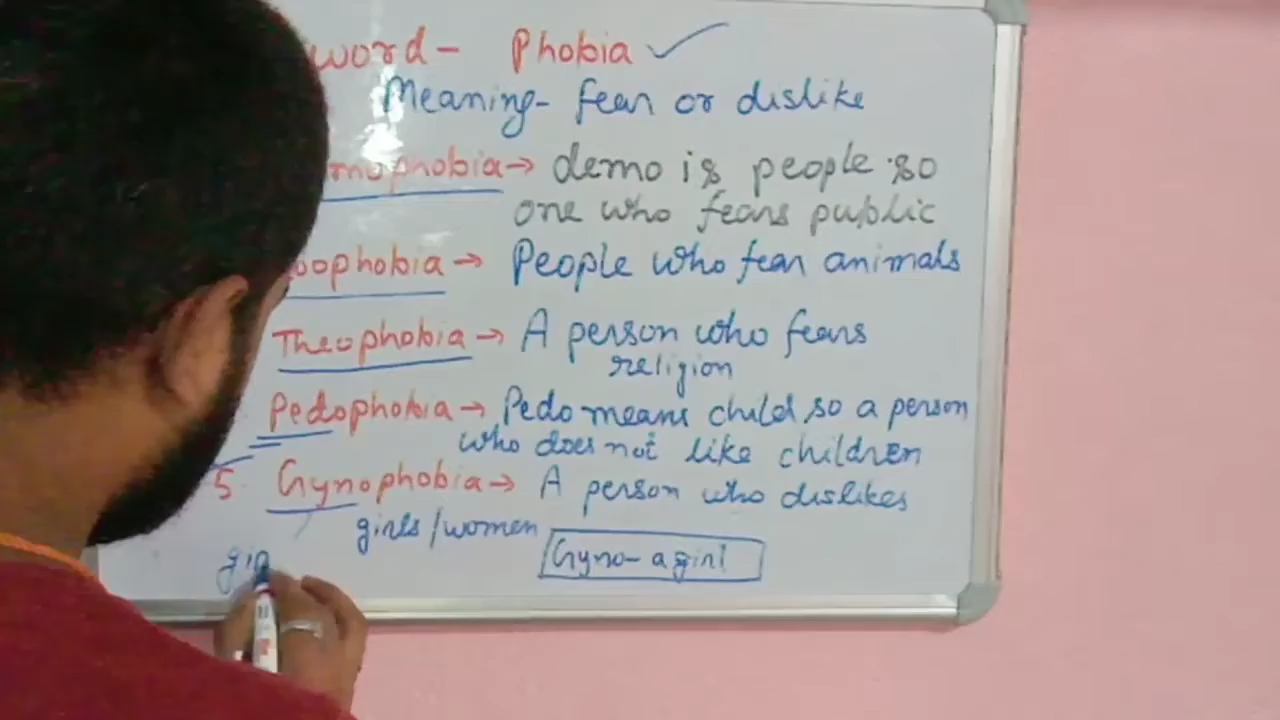 word - Phobia ✓
Meaning - fear or dislike
mophobia → demo is people so
one who fears public
oophobia → People who fear animals
Theophobia → A person who fears
religion
Pedophobia → Pedo means child so a person
who does not like children
5 Gynophobia → A person who dislikes
girls/women
Gyno - a girl
gi